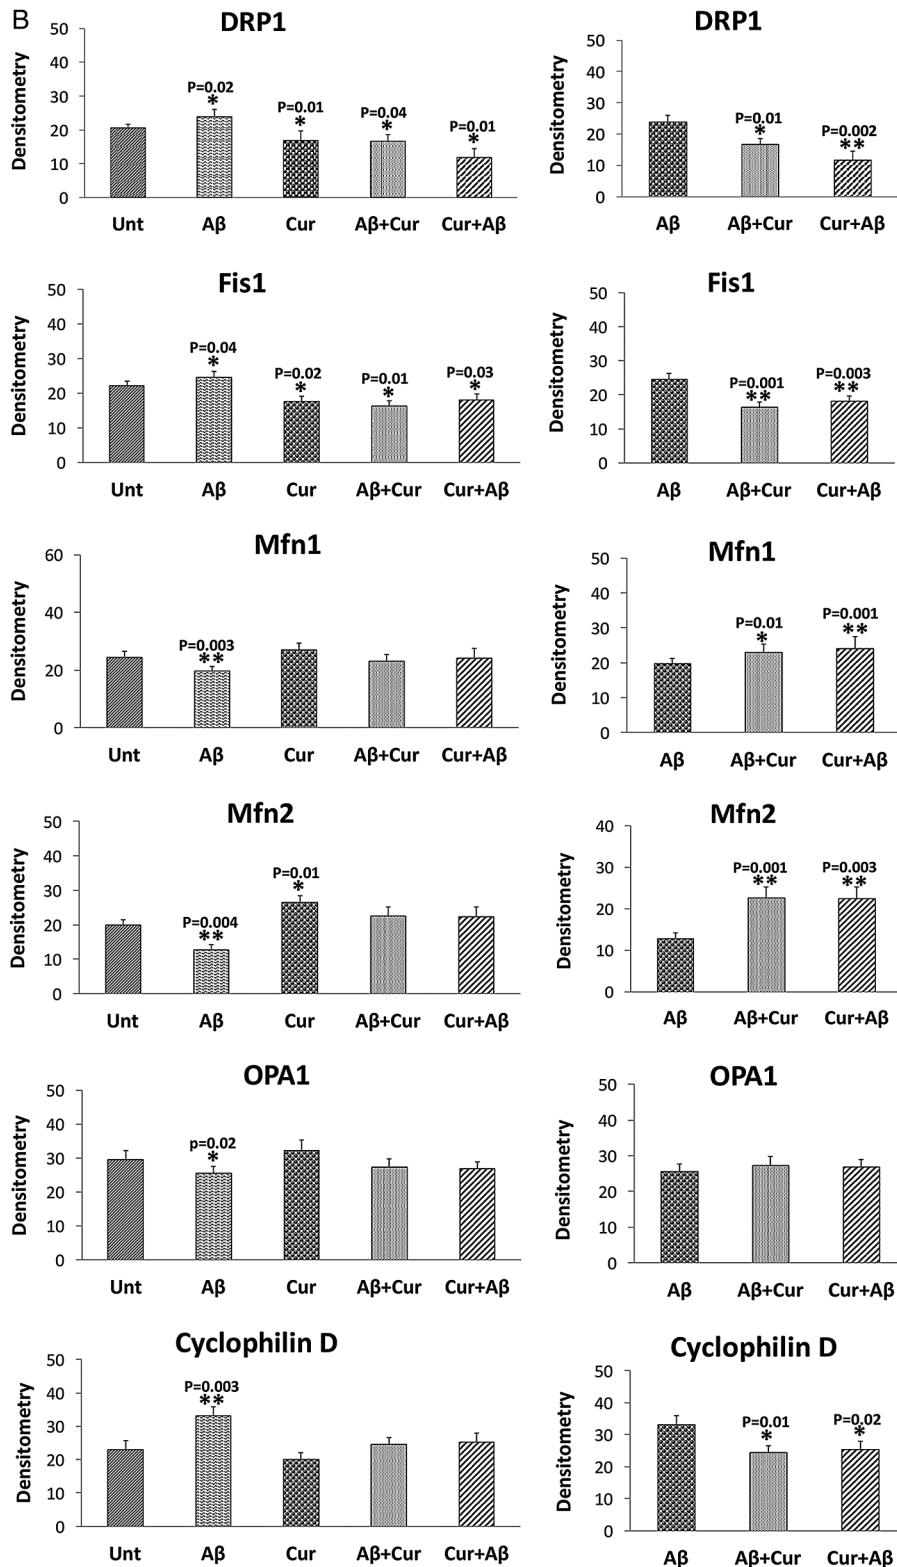 B
DRP1
Densitometry
50
40
30
20
10
0
P=0.02
*
P=0.01
*
P=0.04
*
P=0.01
*
Unt Aβ Cur Aβ+Cur Cur+Aβ
DRP1
Densitometry
50
40
30
20
10
0
P=0.01
*
P=0.002
**
Aβ Aβ+Cur Cur+Aβ
Fis1
Densitometry
50
40
30
20
10
0
P=0.04
*
P=0.02
*
P=0.01
*
P=0.03
*
Unt Aβ Cur Aβ+Cur Cur+Aβ
Fis1
Densitometry
50
40
30
20
10
0
P=0.001
**
P=0.003
**
Aβ Aβ+Cur Cur+Aβ
Mfn1
Densitometry
60
40
20
0
P=0.003
**
Unt Aβ Cur Aβ+Cur Cur+Aβ
Mfn1
Densitometry
50
40
30
20
10
0
P=0.01
*
P=0.001
**
Aβ Aβ+Cur Cur+Aβ
Mfn2
Densitometry
50
40
30
20
10
0
P=0.004
**
P=0.01
*
Unt Aβ Cur Aβ+Cur Cur+Aβ
Mfn2
Densitometry
40
30
20
10
0
P=0.001
**
P=0.003
**
Aβ Aβ+Cur Cur+Aβ
OPA1
Densitometry
50
40
30
20
10
0
p=0.02
*
Unt Aβ Cur Aβ+Cur Cur+Aβ
OPA1
Densitometry
50
40
30
20
10
0
Aβ Aβ+Cur Cur+Aβ
Cyclophilin D
Densitometry
50
40
30
20
10
0
P=0.003
**
Unt Aβ Cur Aβ+Cur Cur+Aβ
Cyclophilin D
Densitometry
50
40
30
20
10
0
P=0.01
*
P=0.02
*
Aβ Aβ+Cur Cur+Aβ